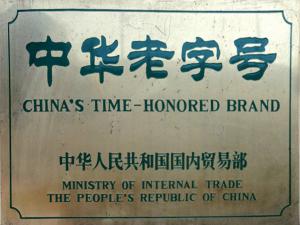 中华老字号
CHINA'S TIME-HONORED BRAND
中华人民共和国国内贸易部
MINISTRY OF INTERNAL TRADE
THE PEOPLE'S REPUBLIC OF CHINA